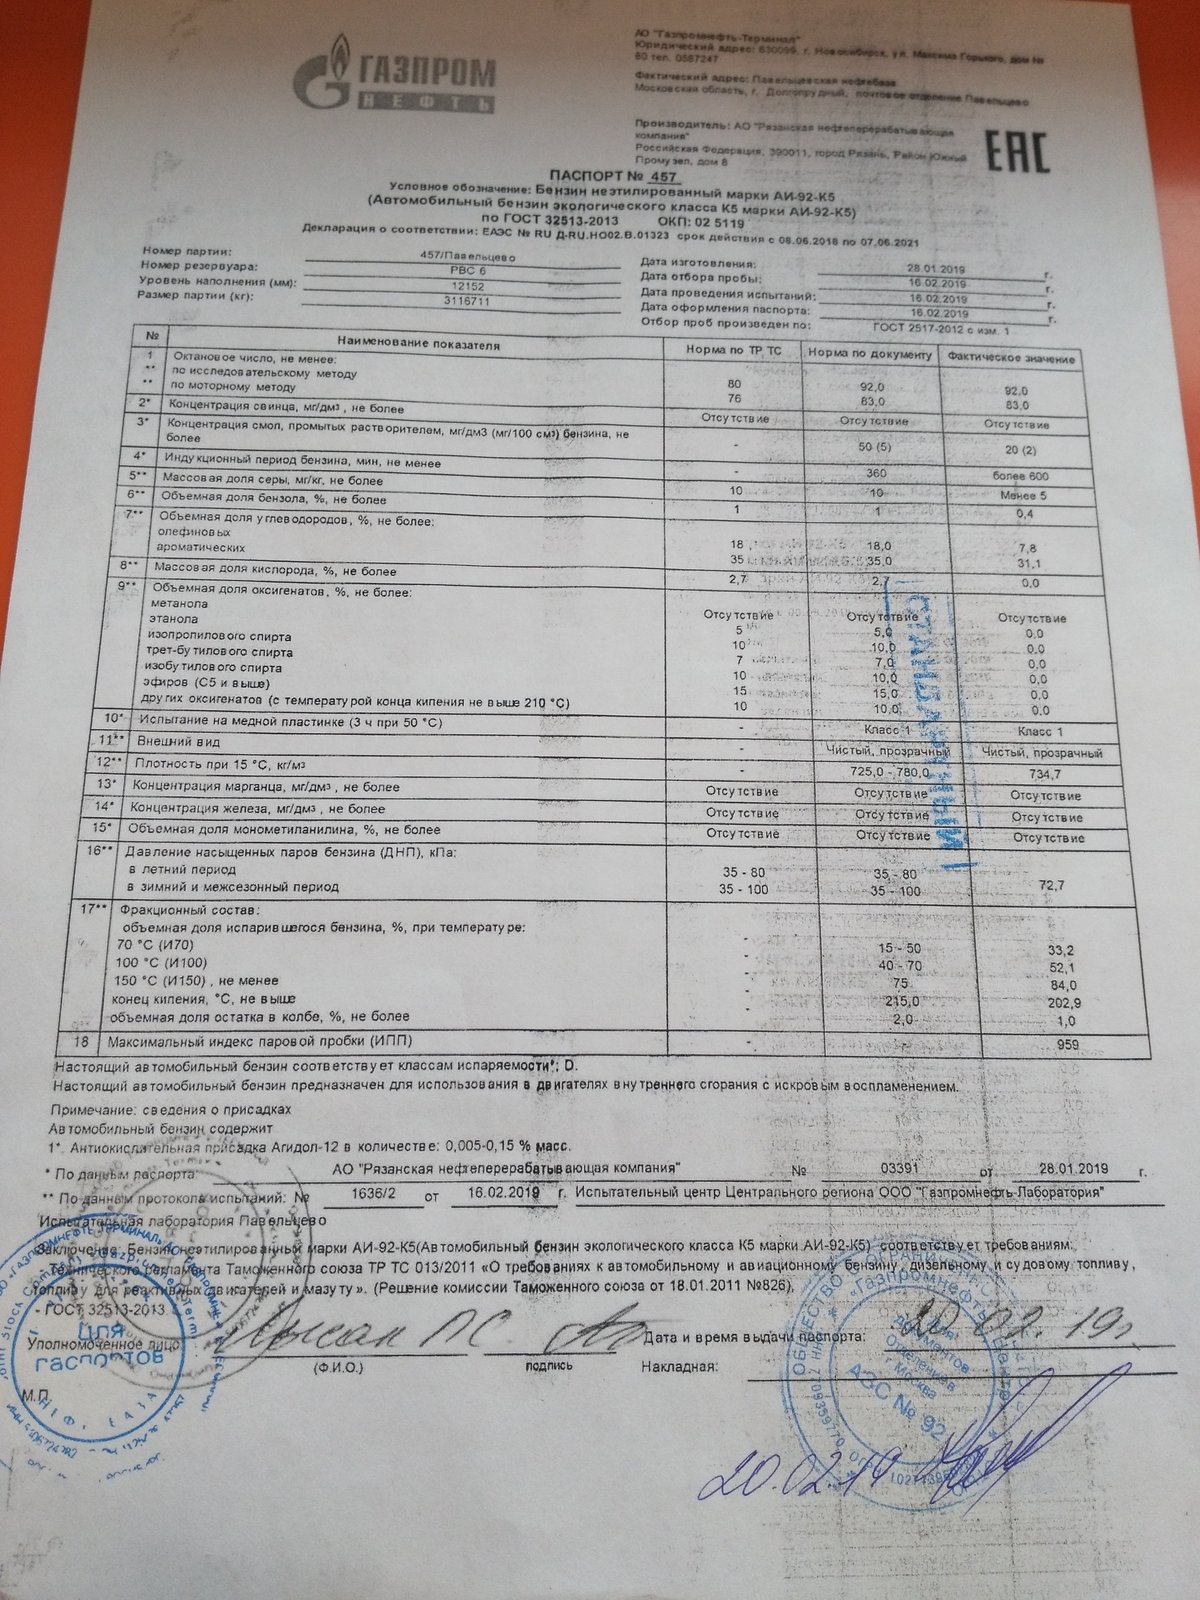 ГАЗПРОМ
НЕФТЬ
АО "Газпромнефть-Терминал"
Юридический адрес: 630099, г. Новосибирск, ул. Максима Горького, дом №
80 тел. 0587247
Фактический адрес: Павельцевская нефтебаза
Московская область, г. Долгопрудный, почтовое отделение Павельцево
Производитель: АО "Рязанская нефтеперерабатывающая
компания"
Российская Федерация, 390011, город Рязань, Район Южный
Промузел, дом 8
ЕАС
ПАСПОРТ № 457
Условное обозначение: Бензин неэтилированный марки АИ-92-К5
(Автомобильный бензин экологического класса К5 марки АИ-92-К5)
по ГОСТ 32513-2013 ОКП: 02 5119
Декларация о соответствии: ЕАЭС № RU Д-RU.НО02.В.01323 срок действия с 08.06.2018 по 07.06.2021
Номер партии: 457/Павельцево
Номер резервуара: РВС 6
Уровень наполнения (мм): 12152
Размер партии (кг): 3116711
Дата изготовления: 28.01.2019 г.
Дата отбора пробы: 16.02.2019 г.
Дата проведения испытаний: 16.02.2019 г.
Дата оформления паспорта: 16.02.2019 г.
Отбор проб произведен по: ГОСТ 2517-2012 с изм. 1
№ Наименование показателя Норма по ТР ТС Норма по документу Фактическое значение
1 Октановое число, не менее:
** по исследовательскому методу 80 92,0 92,0
** по моторному методу 76 83,0 83,0
2* Концентрация свинца, мг/дм³, не более Отсутствие Отсутствие Отсутствие
3* Концентрация смол, промытых растворителем, мг/дм3 (мг/100 см³) бензина, не
более - 50 (5) 20 (2)
4* Индукционный период бензина, мин, не менее - 360 более 600
5** Массовая доля серы, мг/кг, не более 10 10 Менее 5
6** Объемная доля бензола, %, не более 1 1 0,4
7** Объемная доля углеводородов, %, не более:
олефиновых 18 18,0 7,8
ароматических 35 35,0 31,1
8** Массовая доля кислорода, %, не более 2,7 2,7 0,0
9** Объемная доля оксигенатов, %, не более:
метанола Отсутствие Отсутствие Отсутствие
этанола 5 5,0 0,0
изопропилового спирта 10 10,0 0,0
трет-бутилового спирта 7 7,0 0,0
изобутилового спирта 10 10,0 0,0
эфиров (С5 и выше) 15 15,0 0,0
других оксигенатов (с температурой конца кипения не выше 210 °С) 10 10,0 0,0
10* Испытание на медной пластинке (3 ч при 50 °С) - Класс 1 Класс 1
11** Внешний вид - Чистый, прозрачный Чистый, прозрачный
12** Плотность при 15 °С, кг/м³ - 725,0 - 780,0 734,7
13* Концентрация марганца, мг/дм³, не более Отсутствие Отсутствие Отсутствие
14* Концентрация железа, мг/дм³, не более Отсутствие Отсутствие Отсутствие
15* Объемная доля монометиланилина, %, не более Отсутствие Отсутствие Отсутствие
16** Давление насыщенных паров бензина (ДНП), кПа:
в летний период 35 - 80 35 - 80
в зимний и межсезонный период 35 - 100 35 - 100 72,7
17** Фракционный состав:
объемная доля испарившегося бензина, %, при температуре:
70 °С (И70) - 15 - 50 33,2
100 °С (И100) - 40 - 70 52,1
150 °С (И150) , не менее - 75 84,0
конец кипения, °С, не выше - 215,0 202,9
объемная доля остатка в колбе, %, не более - 2,0 1,0
18 Максимальный индекс паровой пробки (ИПП) - - 959
Настоящий автомобильный бензин соответствует классам испаряемости*; D.
Настоящий автомобильный бензин предназначен для использования в двигателях внутреннего сгорания с искровым воспламенением.
Примечание: сведения о присадках
Автомобильный бензин содержит
1*. Антиокислительная присадка Агидол-12 в количестве: 0,005-0,15 % масс.
* По данным паспорта АО "Рязанская нефтеперерабатывающая компания" № 03391 от 28.01.2019 г.
** По данным протокола испытаний: № 1636/2 от 16.02.2019 г. Испытательный центр Центрального региона ООО "Газпромнефть-Лаборатория"
Испытательная лаборатория Павельцево
Заключение: Бензин неэтилированный марки АИ-92-К5(Автомобильный бензин экологического класса К5 марки АИ-92-К5) соответствует требованиям:
- Технического регламента Таможенного союза ТР ТС 013/2011 «О требованиях к автомобильному и авиационному бензину, дизельному и судовому топливу,
топливу для реактивных двигателей и мазуту». (Решение комиссии Таможенного союза от 18.01.2011 №826),
- ГОСТ 32513-2013
Уполномоченное лицо
(Ф.И.О.) подпись
Дата и время выдачи паспорта: 20.02.19г
Накладная:
М.П.
для
паспортов
ОБЩЕСТВО С ОГРАНИЧ
"Газпромнефть
Для
документов
Отделение в
г. Москва
АЗС № 92
20.02.19